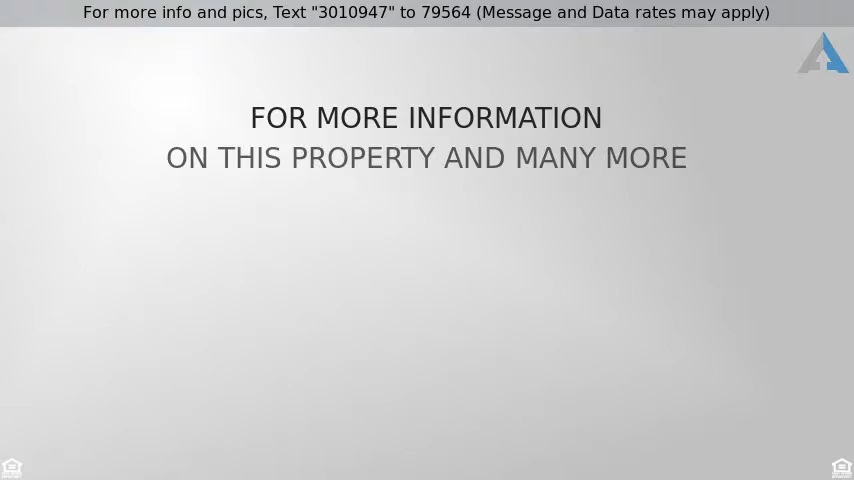 For more info and pics, Text "3010947" to 79564 (Message and Data rates may apply)
FOR MORE INFORMATION
ON THIS PROPERTY AND MANY MORE